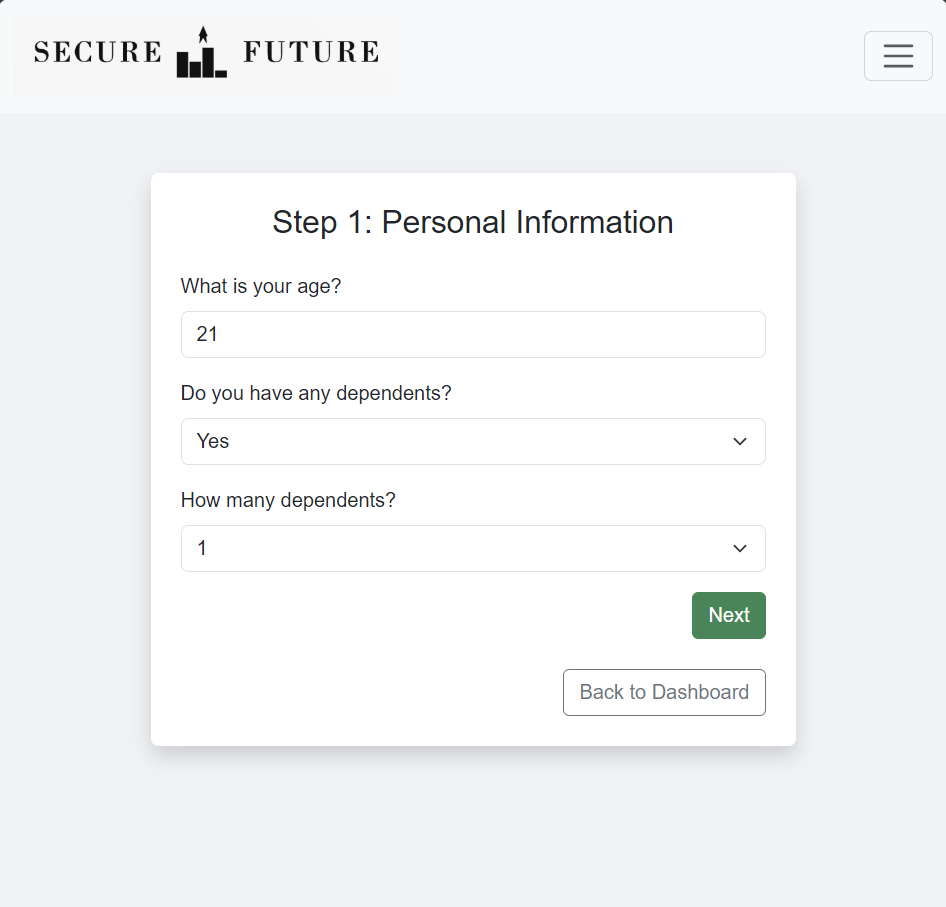 SECURE FUTURE
Step 1: Personal Information
What is your age?
21
Do you have any dependents?
Yes
How many dependents?
1
Next
Back to Dashboard